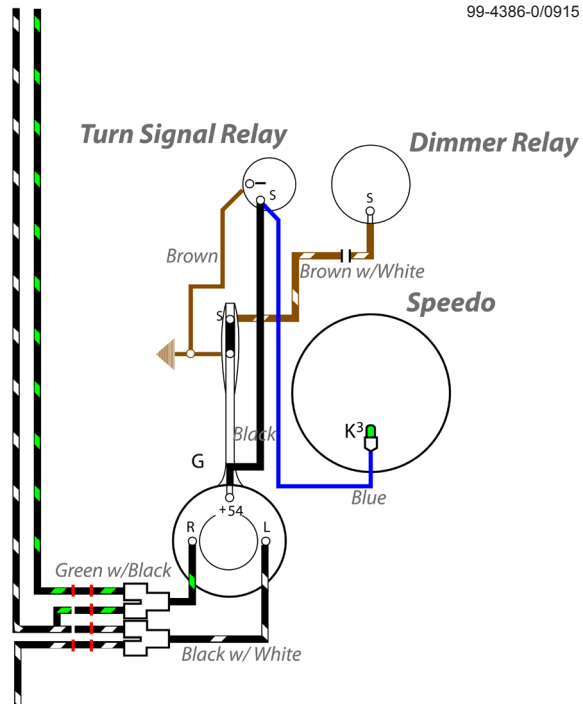 99-4386-0/0915
Turn Signal Relay
Dimmer Relay
S
S
Brown
Brown w/White
Speedo
S
K3
Black
G
Blue
+54
R
L
Green w/Black
Black w/ White